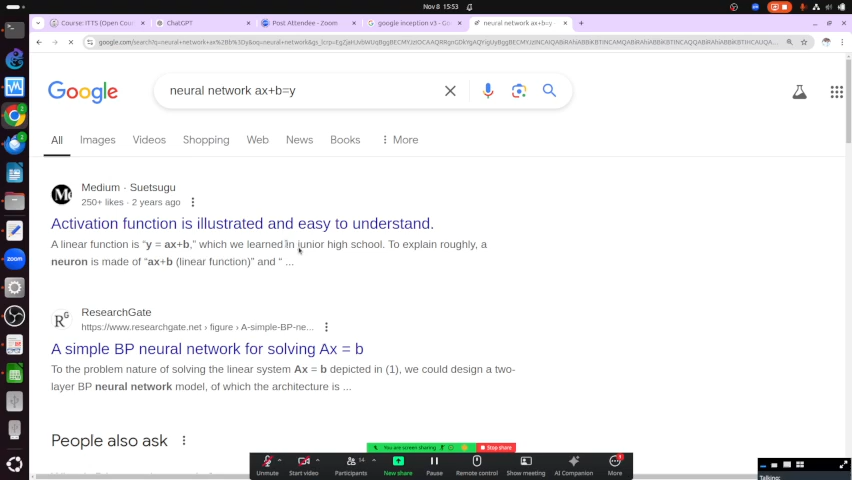 Nov 8 15:53
Course: ITTS (Open Cour
ChatGPT
Post Attendee - Zoom
google inception v3 - G
neural network ax+b=y -
Google
neural network ax+b=y
All
Images
Videos
Shopping
Web
News
Books
More
Medium · Suetsugu
250+ likes · 2 years ago
Activation function is illustrated and easy to understand.
A linear function is "y = ax+b," which we learned in junior high school. To explain roughly, a
neuron is made of "ax+b (linear function)" and " ...
ResearchGate
https://www.researchgate.net › figure › A-simple-BP-ne...
A simple BP neural network for solving Ax = b
To the problem nature of solving the linear system Ax = b depicted in (1), we could design a two-
layer BP neural network model, of which the architecture is ...
People also ask
You are screen sharing
Stop share
Unmute
Start video
Participants
14
New share
Pause
Remote control
Show meeting
AI Companion
More
Talking:
zoom